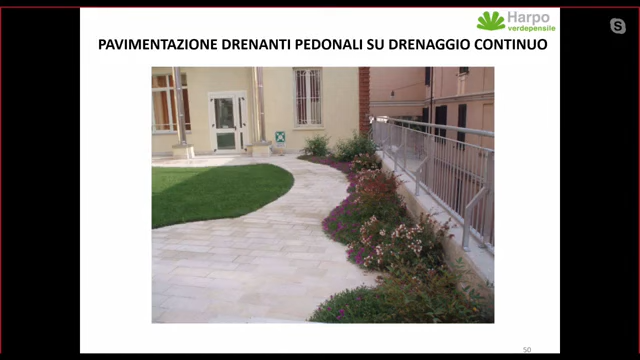 Harpo
verdepensile
PAVIMENTAZIONE DRENANTI PEDONALI SU DRENAGGIO CONTINUO
50